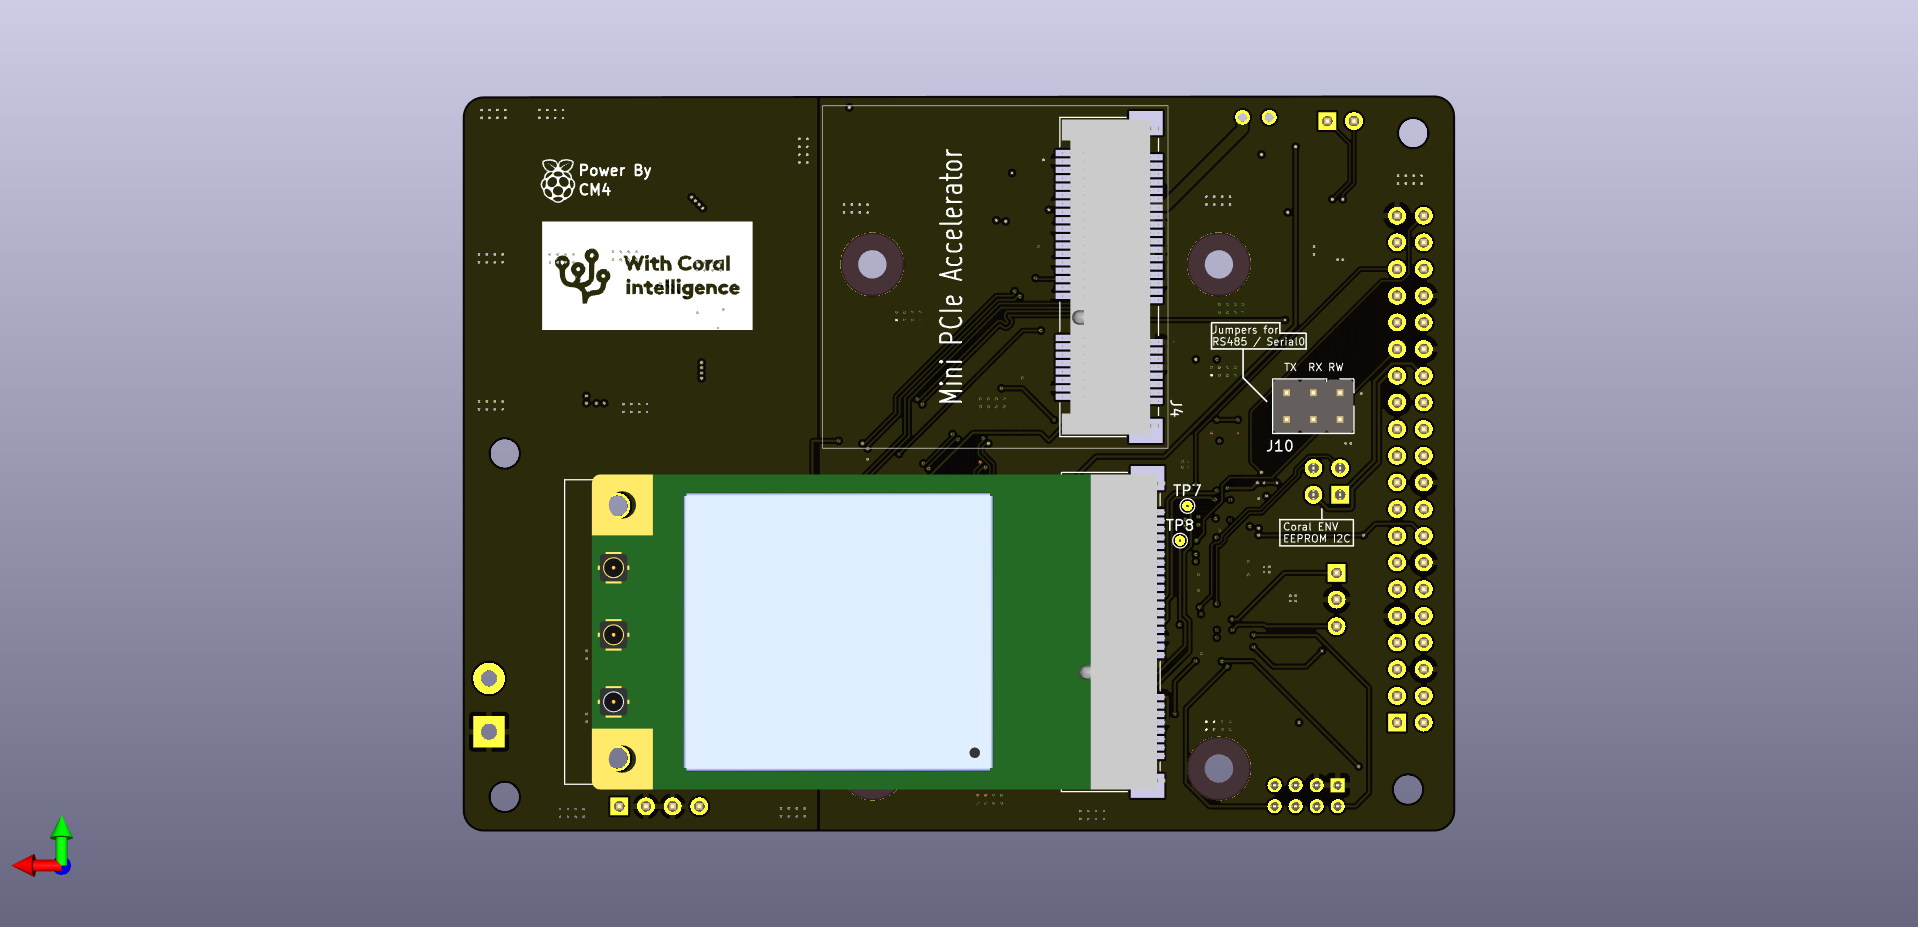 Power By
CM4
With Coral
intelligence
Mini PCIe Accelerator
J4
Jumpers for
RS485 / Serial0
TX RX RW
J10
TP7
TP8
Coral ENV
EEPROM I2C